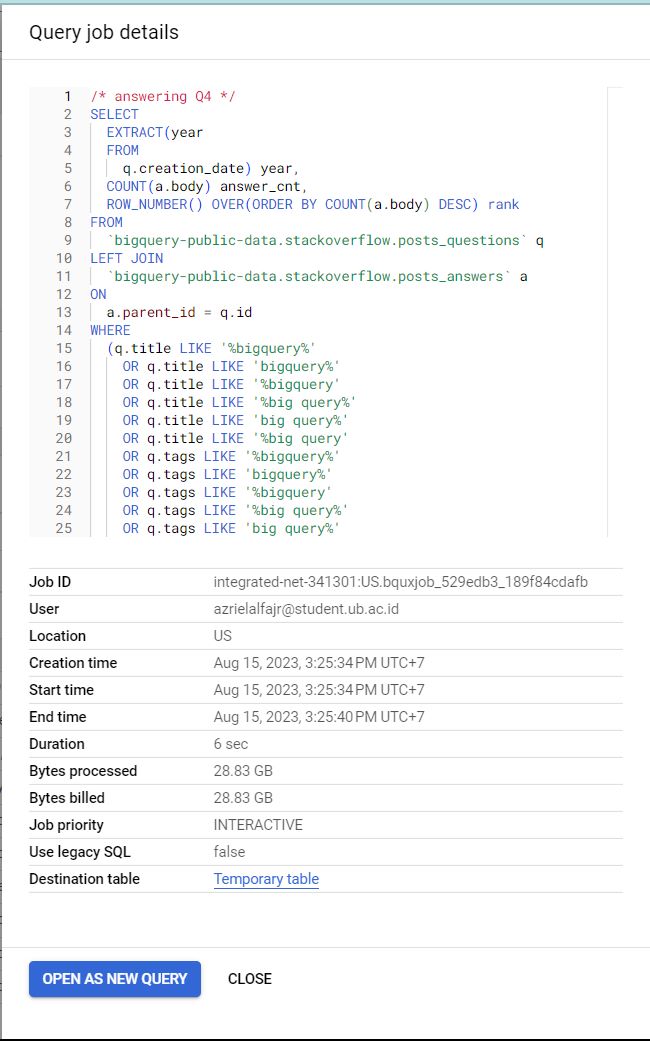 Query job details
1 /* answering Q4 */
2 SELECT
3 EXTRACT(year
4 FROM
5 q.creation_date) year,
6 COUNT(a.body) answer_cnt,
7 ROW_NUMBER() OVER(ORDER BY COUNT(a.body) DESC) rank
8 FROM
9 `bigquery-public-data.stackoverflow.posts_questions` q
10 LEFT JOIN
11 `bigquery-public-data.stackoverflow.posts_answers` a
12 ON
13 a.parent_id = q.id
14 WHERE
15 (q.title LIKE '%bigquery%'
16 OR q.title LIKE 'bigquery%'
17 OR q.title LIKE '%bigquery'
18 OR q.title LIKE '%big query%'
19 OR q.title LIKE 'big query%'
20 OR q.title LIKE '%big query'
21 OR q.tags LIKE '%bigquery%'
22 OR q.tags LIKE 'bigquery%'
23 OR q.tags LIKE '%bigquery'
24 OR q.tags LIKE '%big query%'
25 OR q.tags LIKE 'big query%'
Job ID integrated-net-341301:US.bquxjob_529edb3_189f84cdafb
User azrielalfajr@student.ub.ac.id
Location US
Creation time Aug 15, 2023, 3:25:34 PM UTC+7
Start time Aug 15, 2023, 3:25:34 PM UTC+7
End time Aug 15, 2023, 3:25:40 PM UTC+7
Duration 6 sec
Bytes processed 28.83 GB
Bytes billed 28.83 GB
Job priority INTERACTIVE
Use legacy SQL false
Destination table Temporary table
OPEN AS NEW QUERY CLOSE